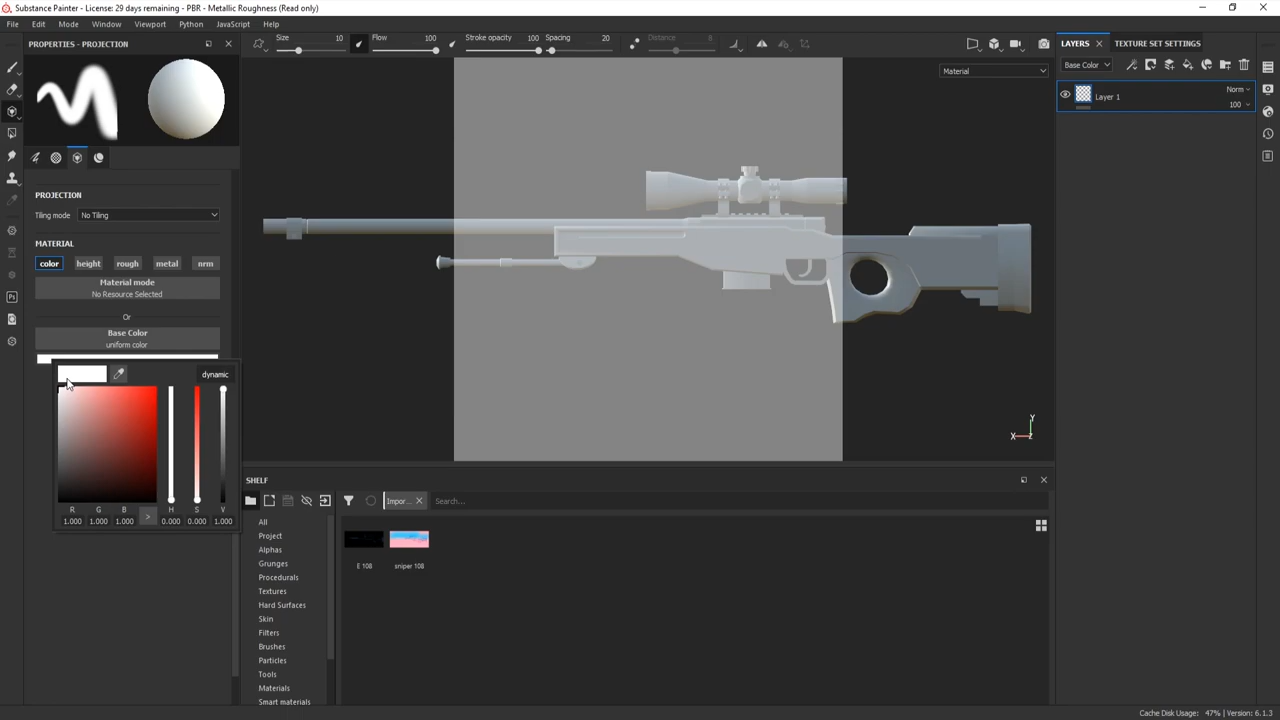 Substance Painter - License: 29 days remaining - PBR - Metallic Roughness (Read only)
File Edit Mode Window Viewport Python JavaScript Help
PROPERTIES - PROJECTION
Size 10 Flow 100 Stroke opacity 100 Spacing 20 Distance 8
LAYERS TEXTURE SET SETTINGS
Base Color
Material
Layer 1
Norm
100
PROJECTION
Tiling mode No Tiling
MATERIAL
color height rough metal nrm
Material mode
No Resource Selected
Or
Base Color
uniform color
dynamic
R G B > H S V
1.000 1.000 1.000 0.000 0.000 1.000
Y
X Z
SHELF
Impor... Search...
All
Project
Alphas
Grunges
Procedurals
Textures
Hard Surfaces
Skin
Filters
Brushes
Particles
Tools
Materials
Smart materials
E 108 sniper 108
Ps
Cache Disk Usage: 47% | Version: 6.1.3